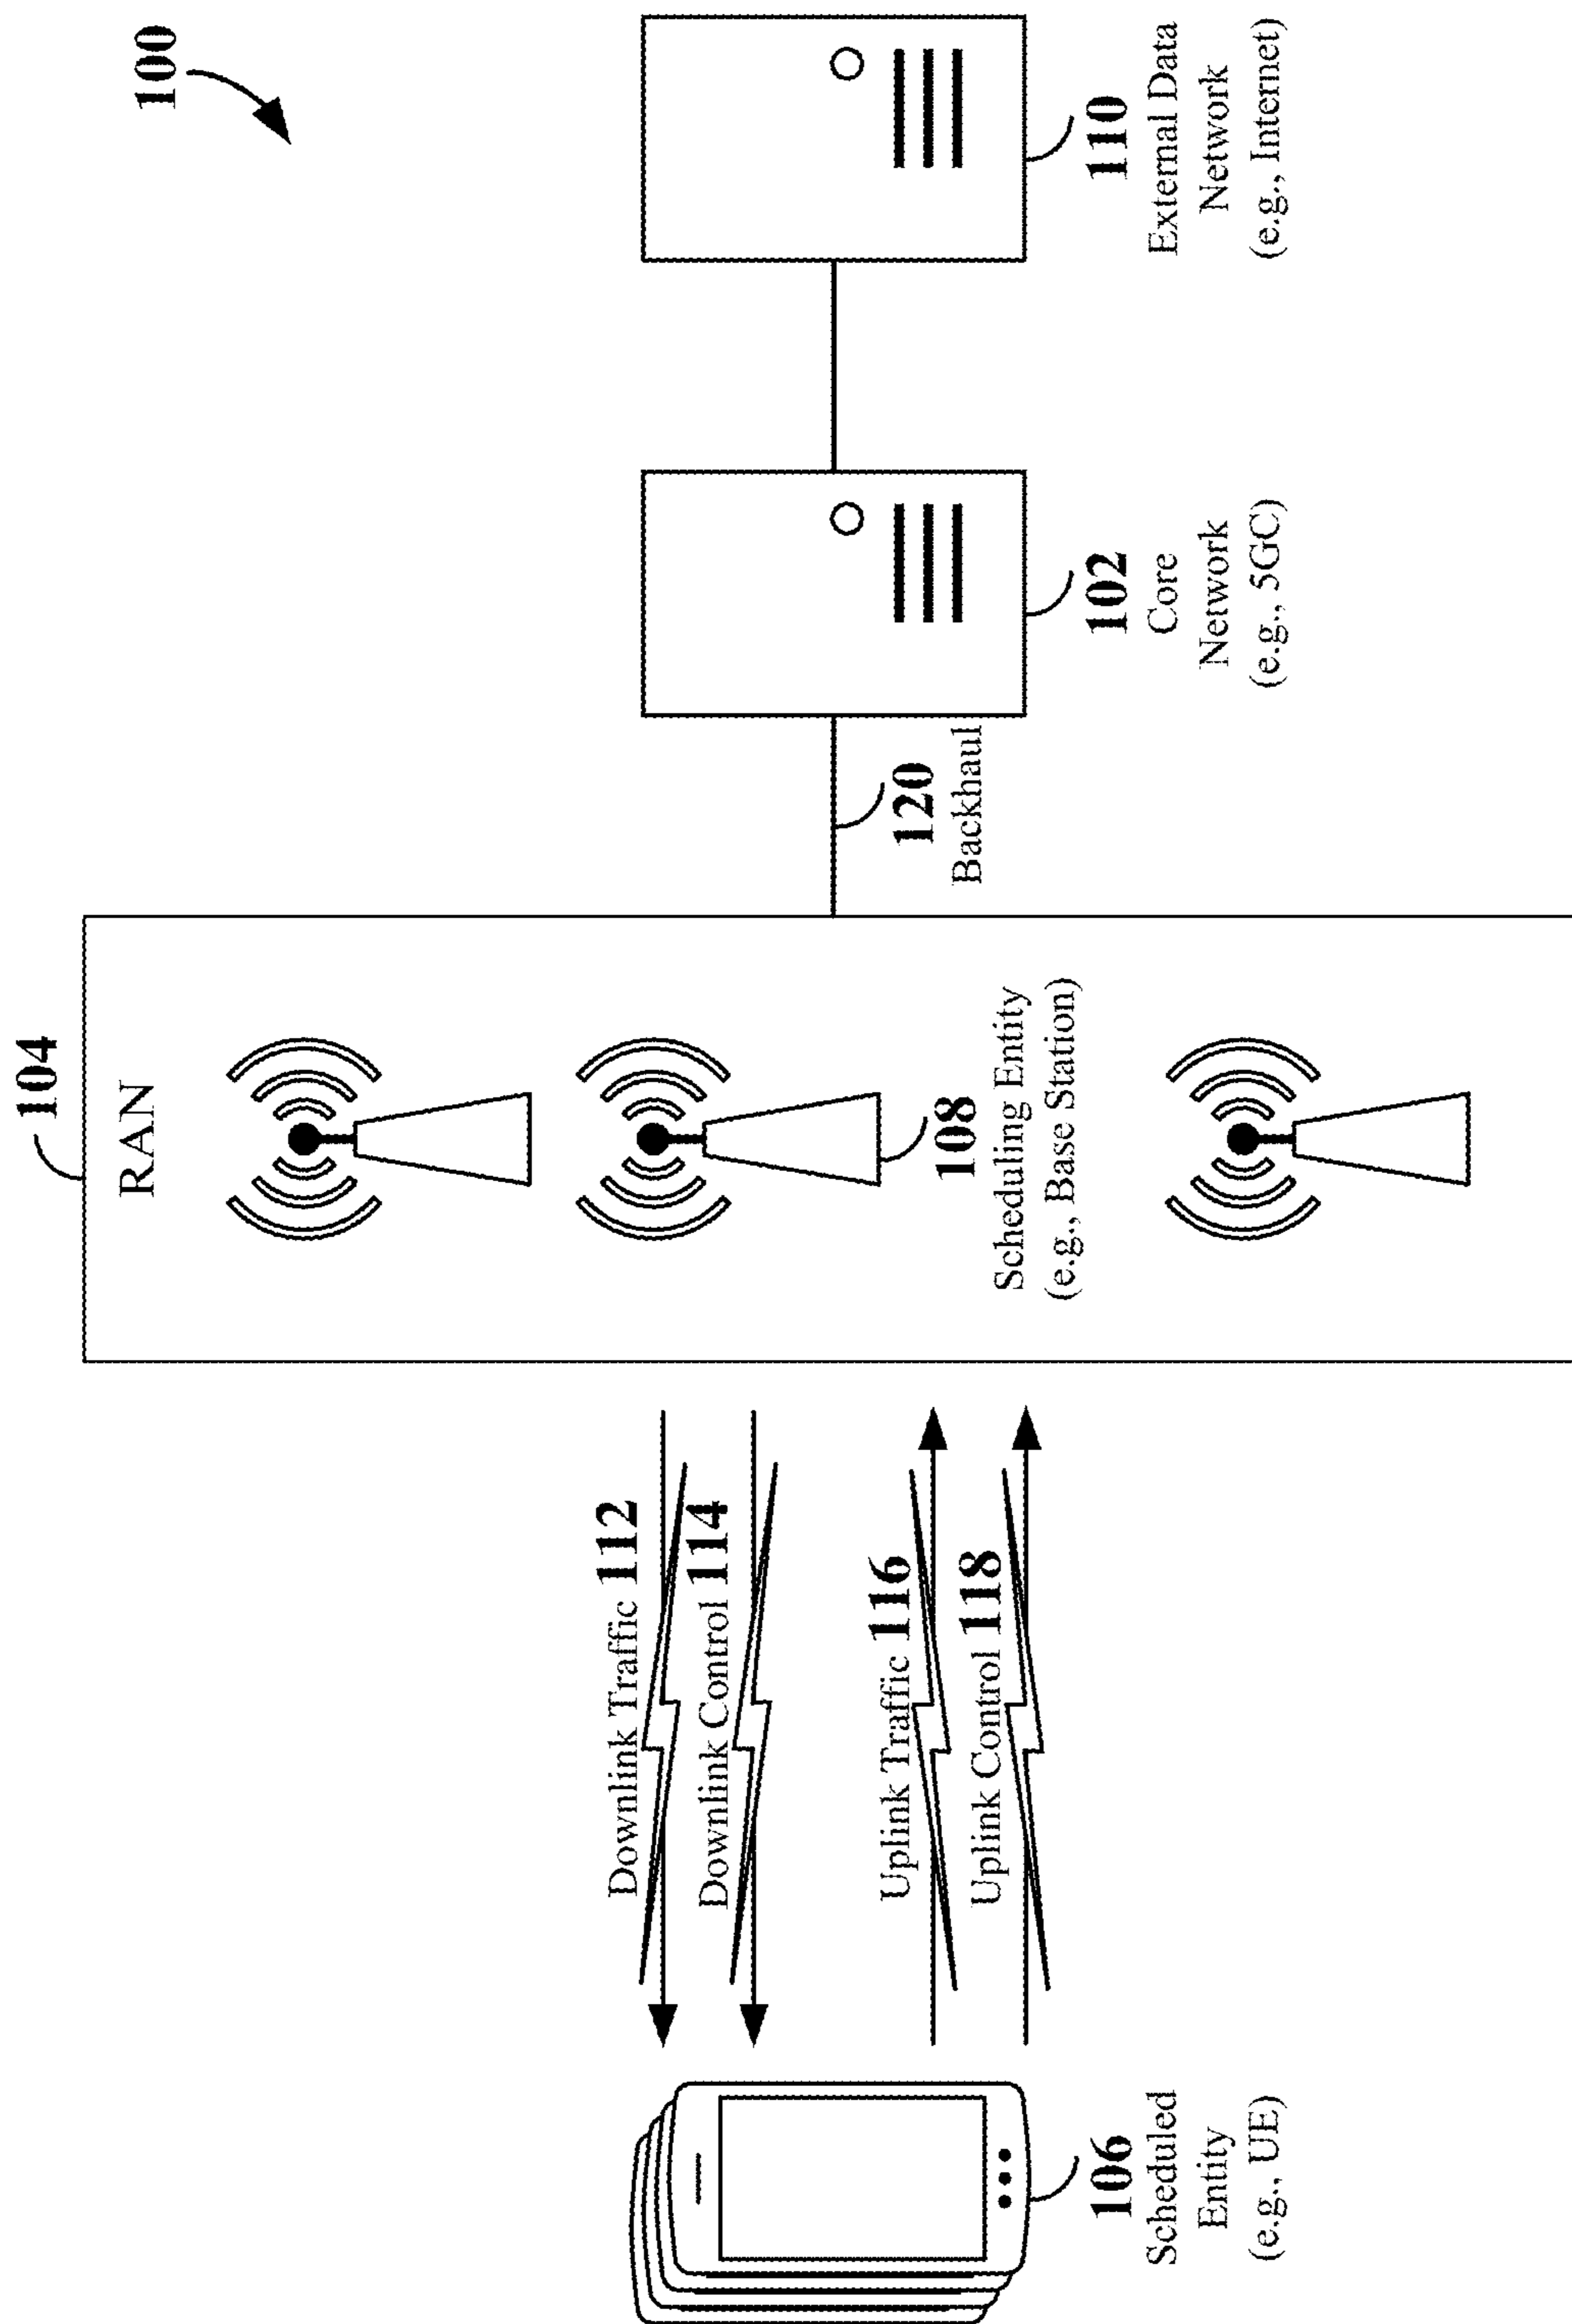 100
104
RAN
Downlink Traffic 112
Downlink Control 114
Uplink Traffic 116
Uplink Control 118
106
Scheduled
Entity
(e.g., UE)
108
Scheduling Entity
(e.g., Base Station)
120
Backhaul
102
Core
Network
(e.g., 5GC)
110
External Data
Network
(e.g., Internet)